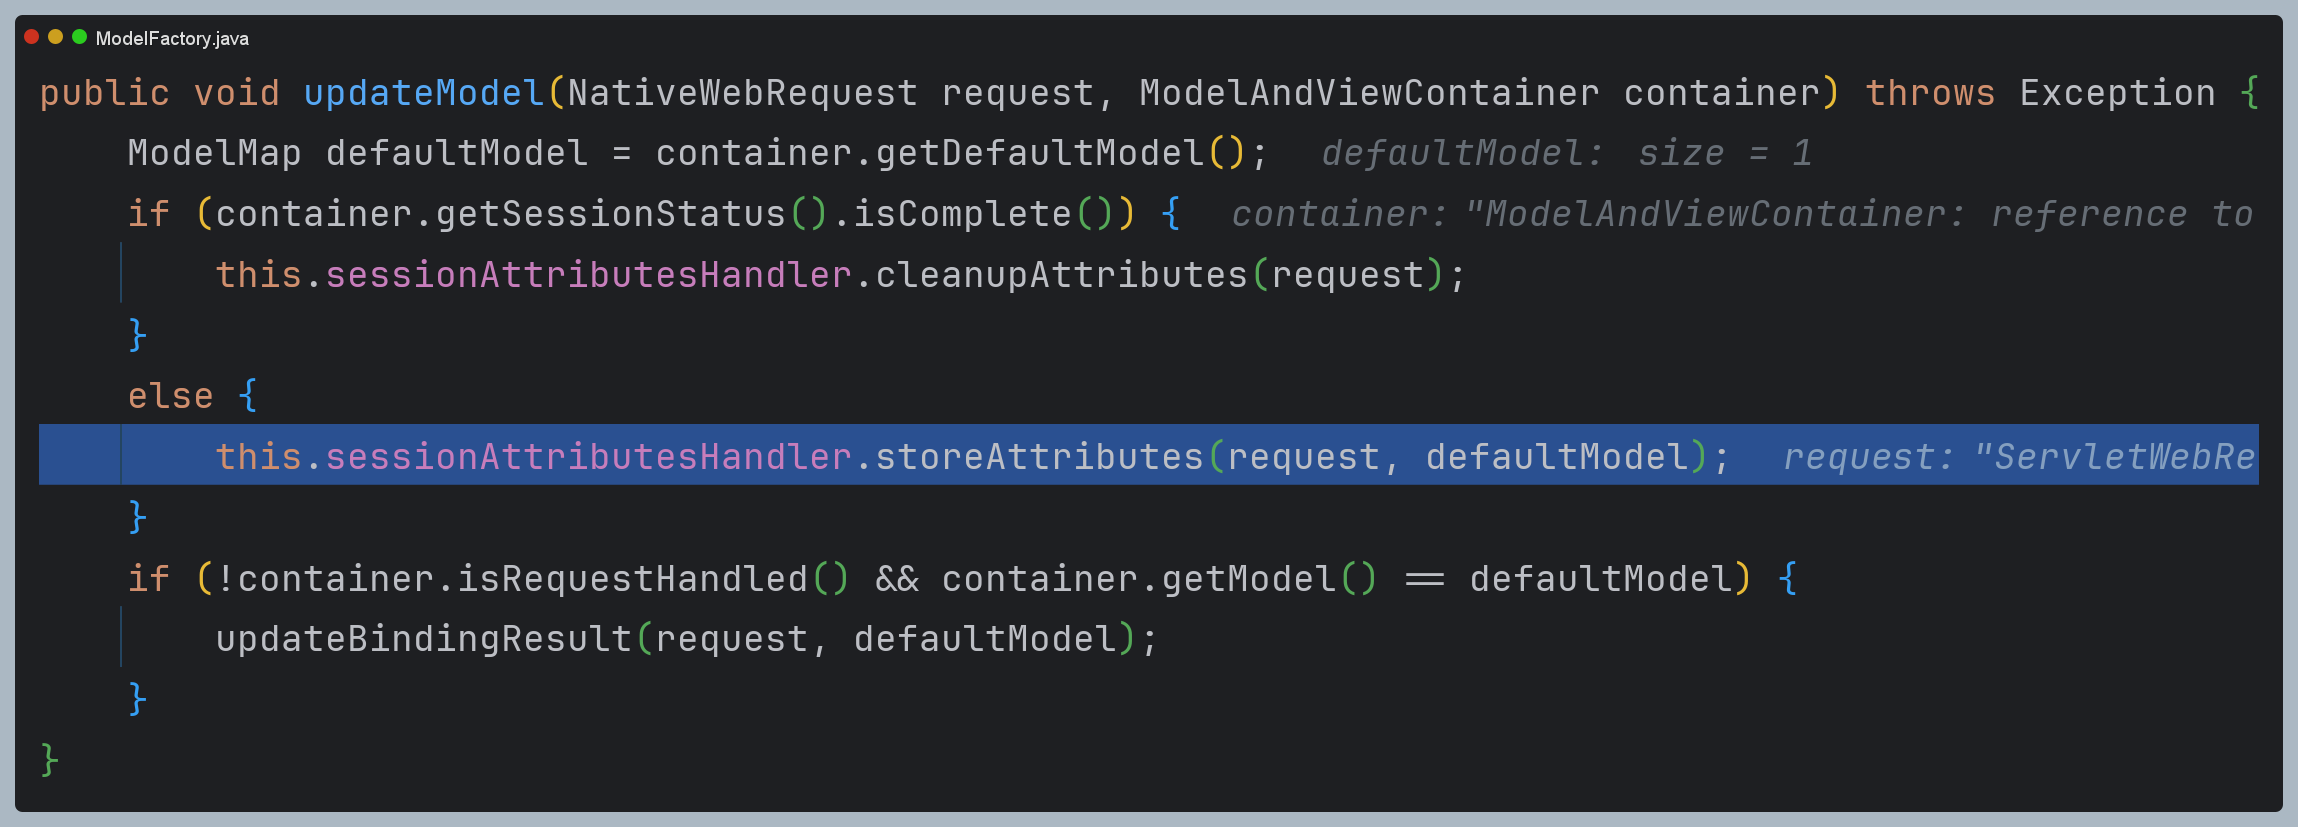 ModelFactory.java
public void updateModel(NativeWebRequest request, ModelAndViewContainer container) throws Exception {
    ModelMap defaultModel = container.getDefaultModel();  defaultModel: size = 1
    if (container.getSessionStatus().isComplete()) {  container: "ModelAndViewContainer: reference to
        this.sessionAttributesHandler.cleanupAttributes(request);
    }
    else {
        this.sessionAttributesHandler.storeAttributes(request, defaultModel);  request: "ServletWebRe
    }
    if (!container.isRequestHandled() && container.getModel() == defaultModel) {
        updateBindingResult(request, defaultModel);
    }
}